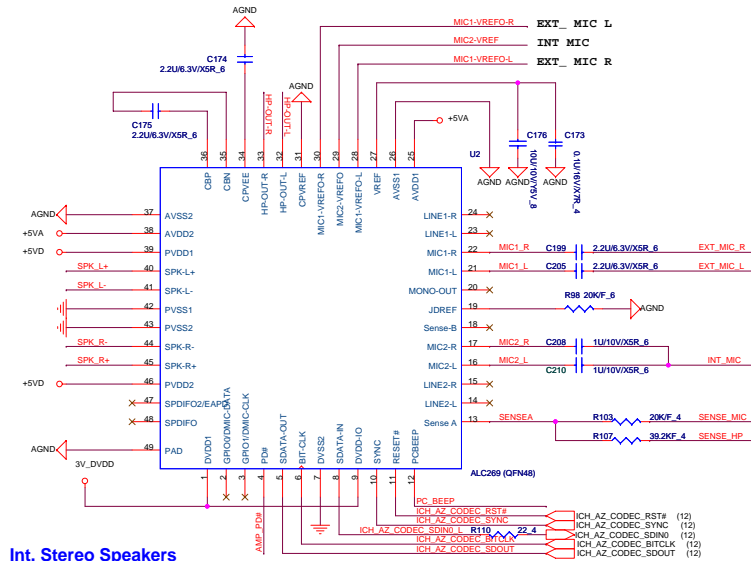 MIC1-VREFO-R EXT_ MIC L
MIC2-VREF INT MIC
MIC1-VREFO-L EXT_ MIC R
C174
2.2U/6.3V/X5R_6
AGND
C175
2.2U/6.3V/X5R_6
HP-OUT-R
HP-OUT-L
AGND
+5VA
C176
10U/10V/Y5V_8
C173
0.1U/16V/X7R_4
U2
AGND AGND AGND
36 35 34 33 32 31 30 29 28 27 26 25
CBP
CBN
CPVEE
HP-OUT-R
HP-OUT-L
CPVREF
MIC1-VREFO-R
MIC2-VREFO
MIC1-VREFO-L
VREF
AVSS1
AVDD1
AGND 37 AVSS2
+5VA 38 AVDD2
+5VD 39 PVDD1
SPK_L+ 40 SPK-L+
SPK_L- 41 SPK-L-
42 PVSS1
43 PVSS2
SPK_R- 44 SPK-R-
SPK_R+ 45 SPK-R+
+5VD 46 PVDD2
47 SPDIFO2/EAPD
48 SPDIFO
AGND 49 PAD
LINE1-R 24
LINE1-L 23
MIC1-R 22 MIC1_R C199 2.2U/6.3V/X5R_6 EXT_MIC_R
MIC1-L 21 MIC1_L C205 2.2U/6.3V/X5R_6 EXT_MIC_L
MONO-OUT 20
JDREF 19 R98 20K/F_6 AGND
Sense-B 18
MIC2-R 17 MIC2_R C208 1U/10V/X5R_6
MIC2-L 16 MIC2_L C210 1U/10V/X5R_6 INT_MIC
LINE2-R 15
LINE2-L 14
Sense A 13 SENSEA R103 20K/F_4 SENSE_MIC
R107 39.2KF_4 SENSE_HP
DVDD1
GPIO0/DMIC-DATA
GPIO1/DMIC-CLK
PD#
SDATA-OUT
BIT-CLK
DVSS2
SDATA-IN
DVDD-IO
SYNC
RESET#
PCBEEP
ALC269 (QFN48)
1 2 3 4 5 6 7 8 9 10 11 12
3V_DVDD
AMP_PD#
PC_BEEP
ICH_AZ_CODEC_RST# ICH_AZ_CODEC_RST# (12)
ICH_AZ_CODEC_SYNC ICH_AZ_CODEC_SYNC (12)
ICH_AZ_CODEC_SDIN0_L R110 22_4 ICH_AZ_CODEC_SDIN0 (12)
ICH_AZ_CODEC_BITCLK ICH_AZ_CODEC_BITCLK (12)
ICH_AZ_CODEC_SDOUT ICH_AZ_CODEC_SDOUT (12)
Int. Stereo Speakers